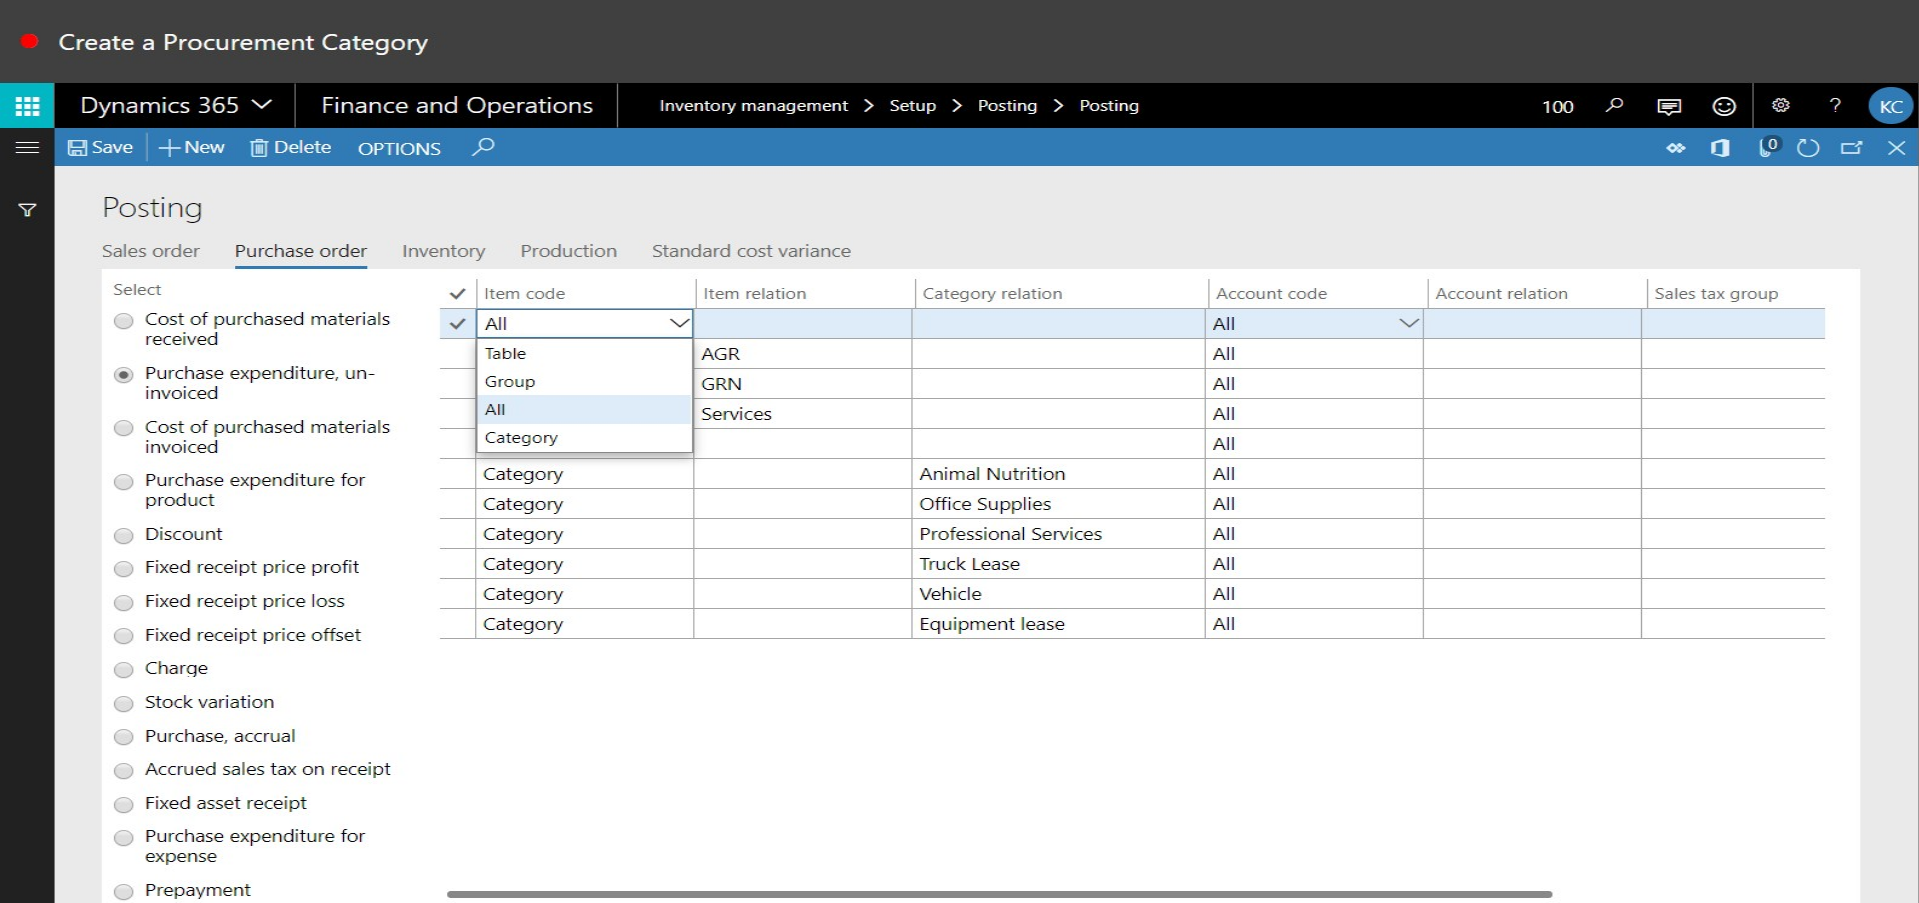 Create a Procurement Category
Dynamics 365
Finance and Operations
Inventory management > Setup > Posting > Posting
100
?
KC
Save
New
Delete
OPTIONS
0
Posting
Sales order
Purchase order
Inventory
Production
Standard cost variance
Select
Cost of purchased materials
received
Purchase expenditure, un-
invoiced
Cost of purchased materials
invoiced
Purchase expenditure for
product
Discount
Fixed receipt price profit
Fixed receipt price loss
Fixed receipt price offset
Charge
Stock variation
Purchase, accrual
Accrued sales tax on receipt
Fixed asset receipt
Purchase expenditure for
expense
Prepayment
Item code Item relation Category relation Account code Account relation Sales tax group
All All
Table
Group
All
Category
AGR All
GRN All
Services All
All
Category Animal Nutrition All
Category Office Supplies All
Category Professional Services All
Category Truck Lease All
Category Vehicle All
Category Equipment lease All